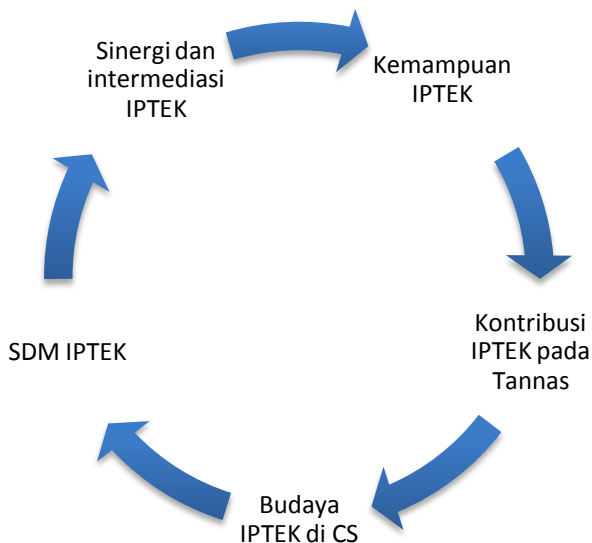 Sinergi dan
intermediasi
IPTEK
Kemampuan
IPTEK
Kontribusi
IPTEK pada
Tannas
Budaya
IPTEK di CS
SDM IPTEK